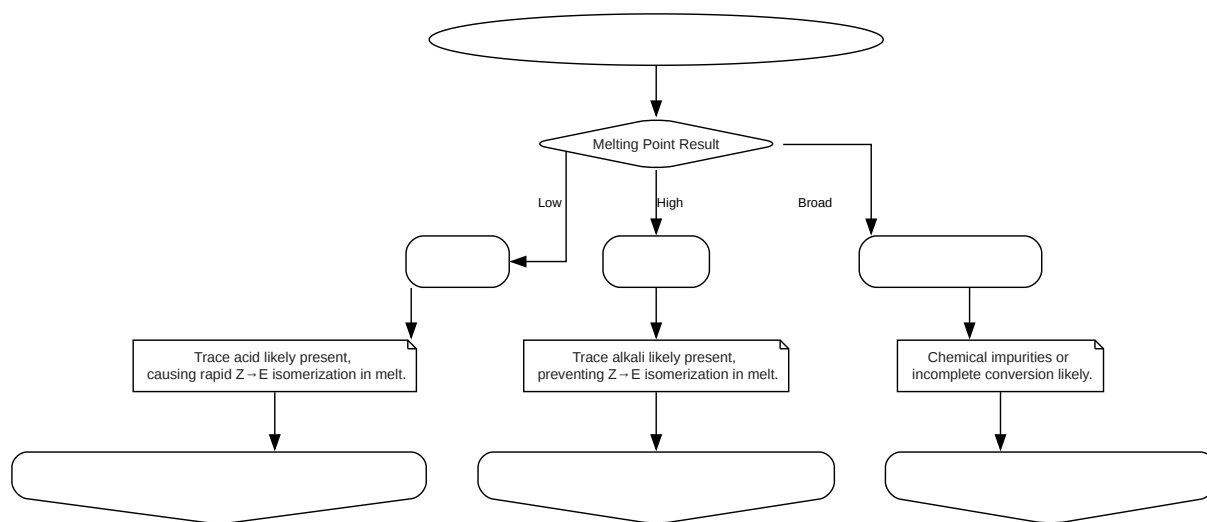 Melting Point Result
Low
High
Broad
Trace acid likely present,
causing rapid Z→E isomerization in melt.
Trace alkali likely present,
preventing Z→E isomerization in melt.
Chemical impurities or
incomplete conversion likely.